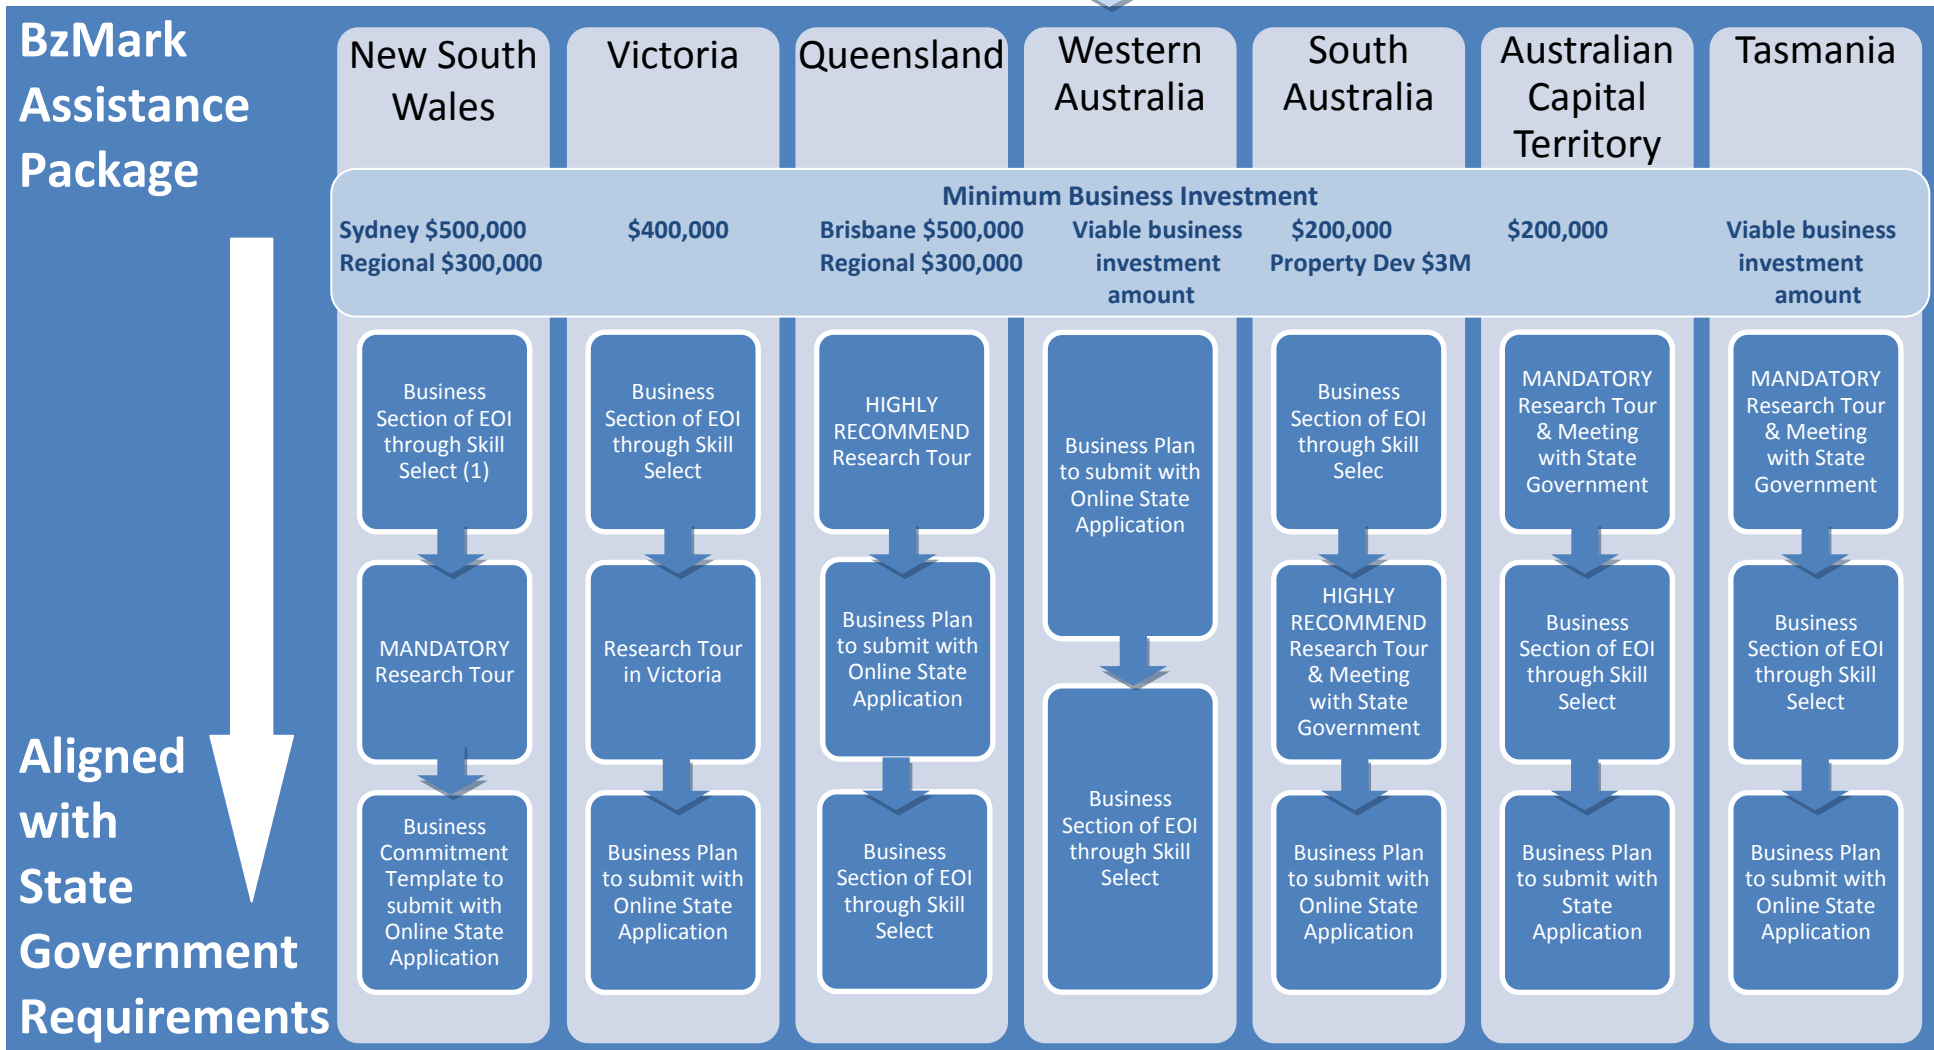 BzMark
Assistance
Package
Aligned
with
State
Government
Requirements
New South
Wales
Victoria
Queensland
Western
Australia
South
Australia
Australian
Capital
Territory
Tasmania
Minimum Business Investment
Sydney $500,000
Regional $300,000
$400,000
Brisbane $500,000
Regional $300,000
Viable business
investment
amount
$200,000
Property Dev $3M
$200,000
Viable business
investment
amount
Business
Section of EOI
through Skill
Select (1)
MANDATORY
Research Tour
Business
Commitment
Template to
submit with
Online State
Application
Business
Section of EOI
through Skill
Select
Research Tour
in Victoria
Business Plan
to submit with
Online State
Application
HIGHLY
RECOMMEND
Research Tour
Business Plan
to submit with
Online State
Application
Business
Section of EOI
through Skill
Select
Business Plan
to submit with
Online State
Application
Business
Section of EOI
through Skill
Select
Business
Section of EOI
through Skill
Selec
HIGHLY
RECOMMEND
Research Tour
& Meeting
with State
Government
Business Plan
to submit with
Online State
Application
MANDATORY
Research Tour
& Meeting
with State
Government
Business
Section of EOI
through Skill
Select
Business Plan
to submit with
State
Application
MANDATORY
Research Tour
& Meeting
with State
Government
Business
Section of EOI
through Skill
Select
Business Plan
to submit with
Online State
Application